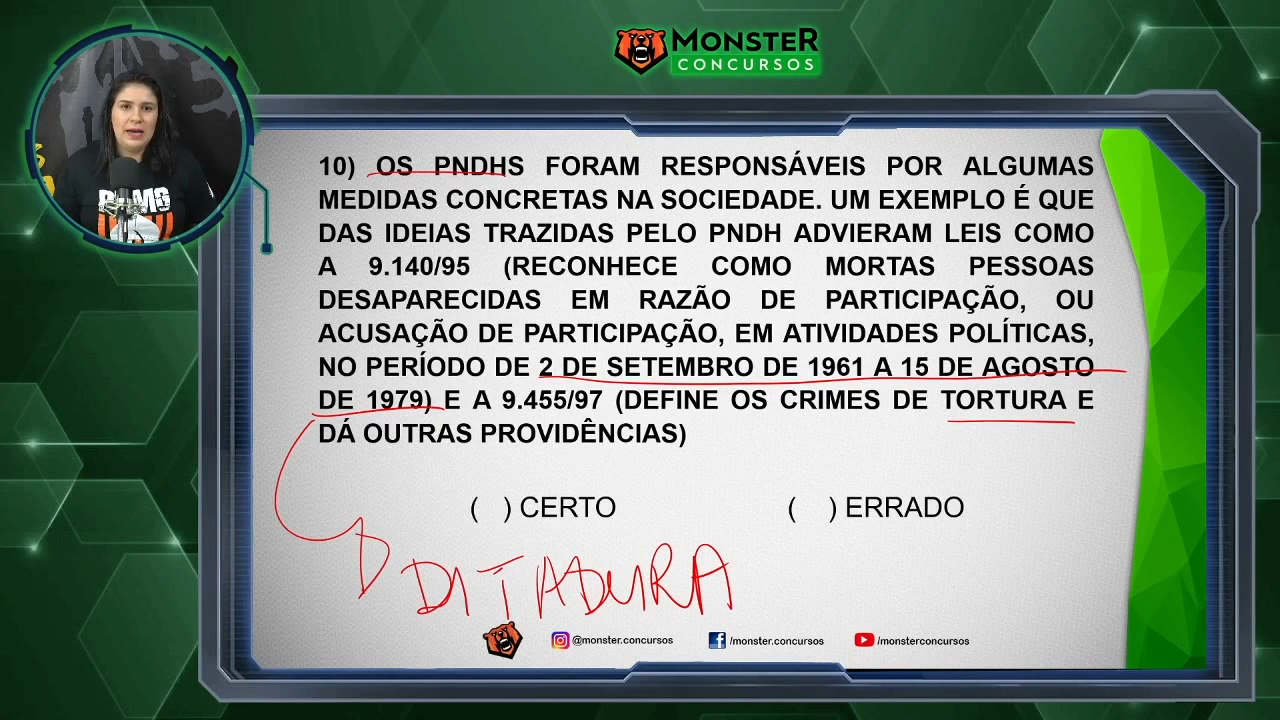 MONSTER
CONCURSOS
10) OS PNDHS FORAM RESPONSÁVEIS POR ALGUMAS
MEDIDAS CONCRETAS NA SOCIEDADE. UM EXEMPLO É QUE
DAS IDEIAS TRAZIDAS PELO PNDH ADVIERAM LEIS COMO
A 9.140/95 (RECONHECE COMO MORTAS PESSOAS
DESAPARECIDAS EM RAZÃO DE PARTICIPAÇÃO, OU
ACUSAÇÃO DE PARTICIPAÇÃO, EM ATIVIDADES POLÍTICAS,
NO PERÍODO DE 2 DE SETEMBRO DE 1961 A 15 DE AGOSTO
DE 1979) E A 9.455/97 (DEFINE OS CRIMES DE TORTURA E
DÁ OUTRAS PROVIDÊNCIAS)
( ) CERTO ( ) ERRADO
DITADURA
@monster.concursos /monster.concursos /monsterconcursos